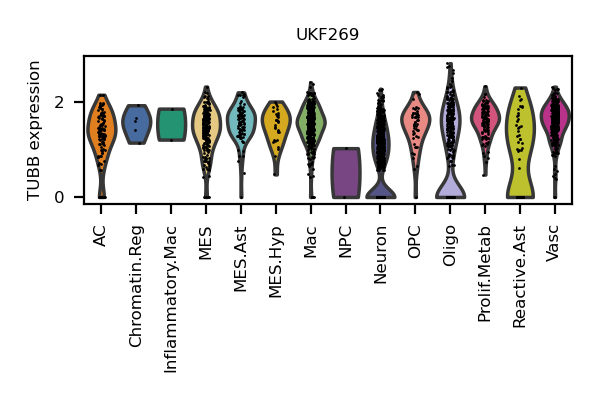 UKF269
TUBB expression
2
0
AC
Chromatin.Reg
Inflammatory.Mac
MES
MES.Ast
MES.Hyp
Mac
NPC
Neuron
OPC
Oligo
Prolif.Metab
Reactive.Ast
Vasc